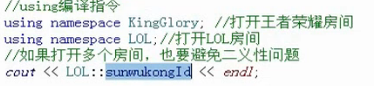 //using编译指令
using namespace KingGlory; //打开王者荣耀房间
using namespace LOL;//打开LOL房间
//如果打开多个房间，也要避免二义性问题
cout << LOL::sunwukongId << endl;